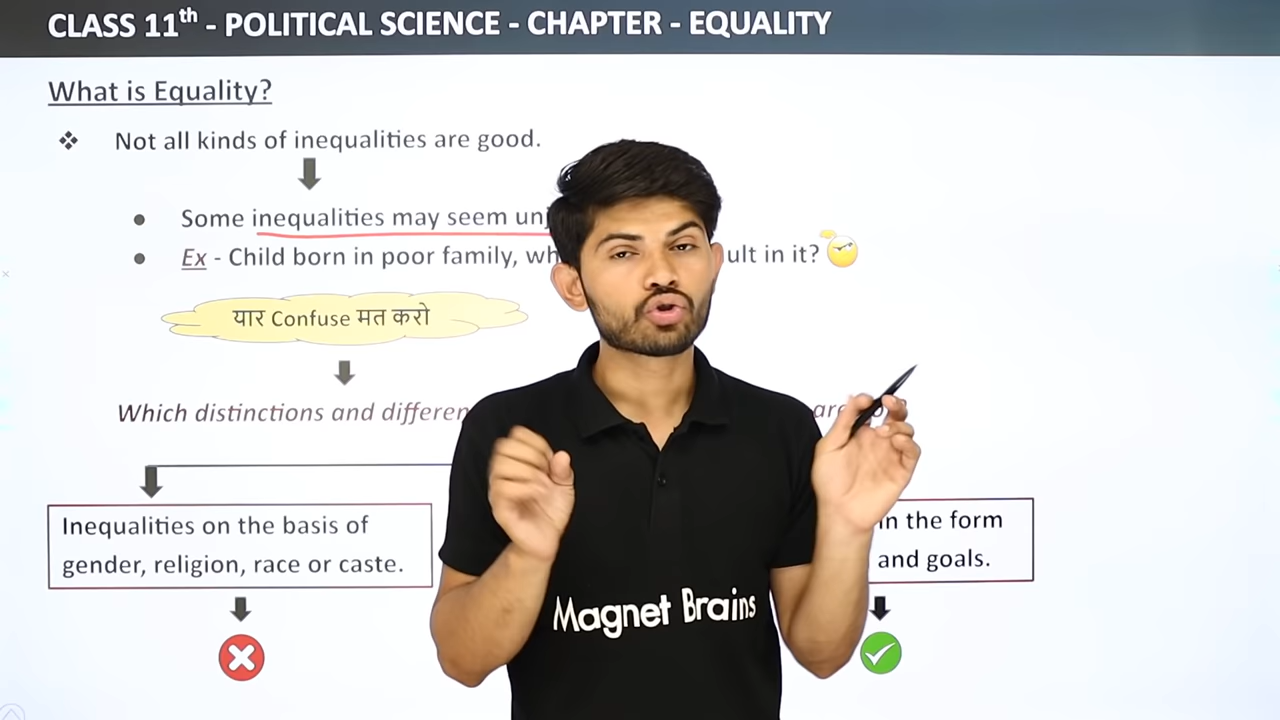 CLASS 11th - POLITICAL SCIENCE - CHAPTER - EQUALITY
What is Equality?
Not all kinds of inequalities are good.
Some inequalities may seem
Ex - Child born in poor family, in it?
यार Confuse मत करो
Which distinctions and
Inequalities on the basis of
gender, religion, race or caste.
in the form
and goals.
Magnet Brains